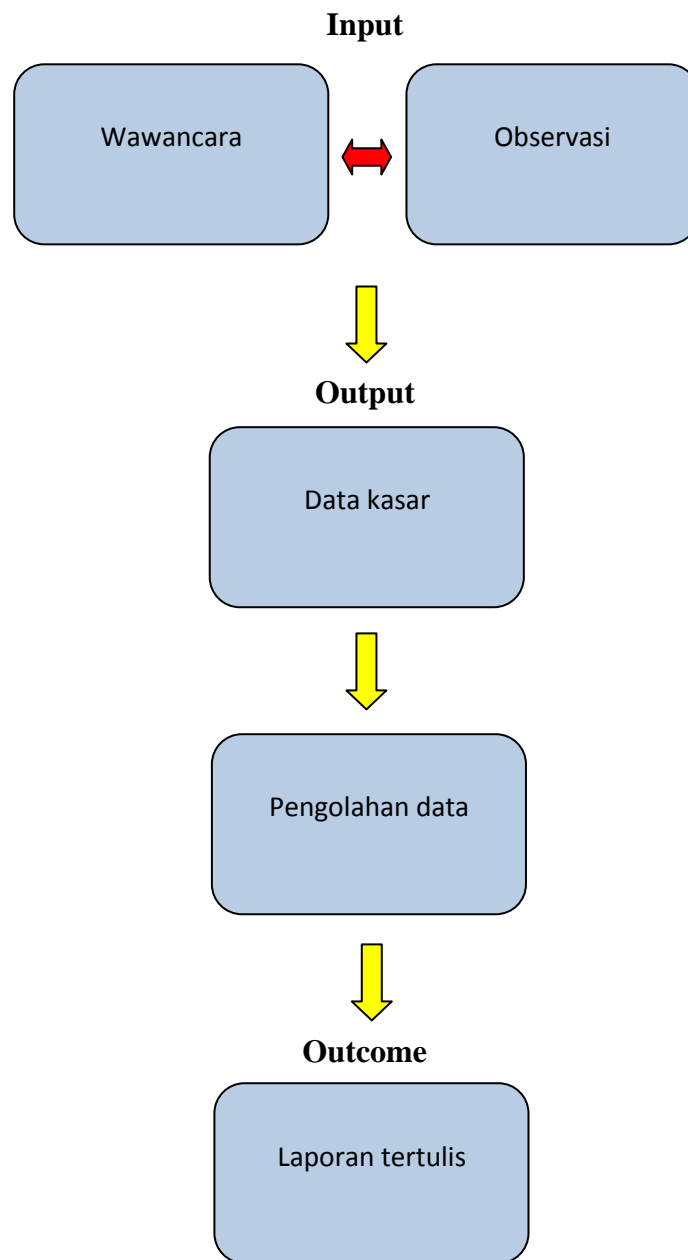 Input
Wawancara
Observasi
Output
Data kasar
Pengolahan data
Outcome
Laporan tertulis